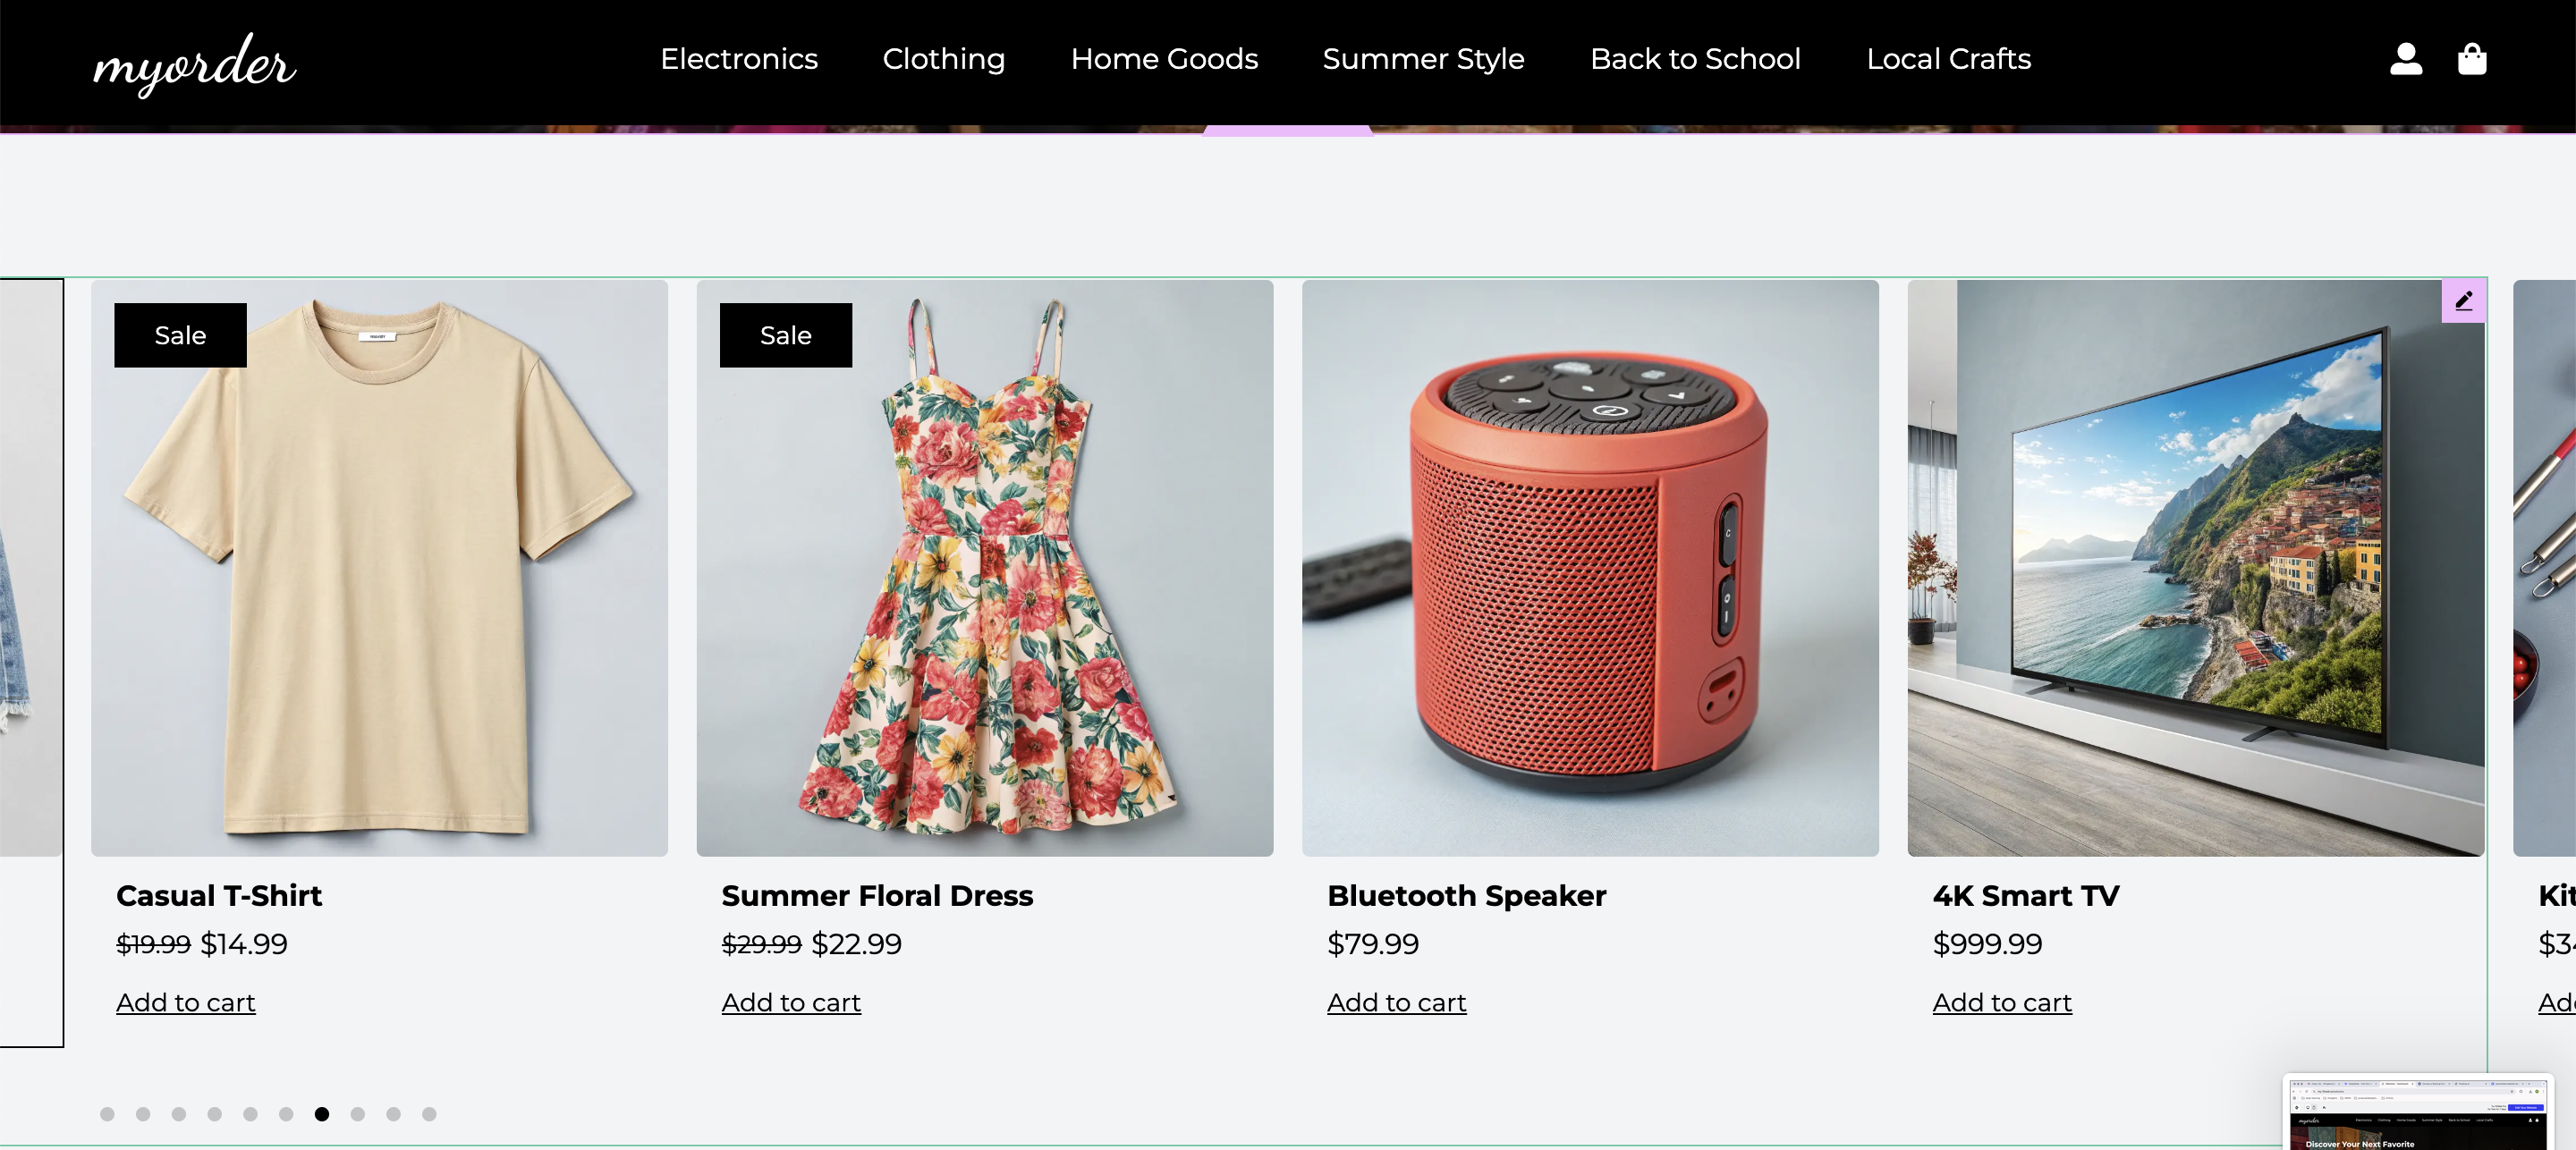 myorder
Electronics Clothing Home Goods Summer Style Back to School Local Crafts
Sale
Sale
Casual T-Shirt
$19.99 $14.99
Add to cart
Summer Floral Dress
$29.99 $22.99
Add to cart
Bluetooth Speaker
$79.99
Add to cart
4K Smart TV
$999.99
Add to cart
Kit
$34
Ad
myorder
Discover Your Next Favorite